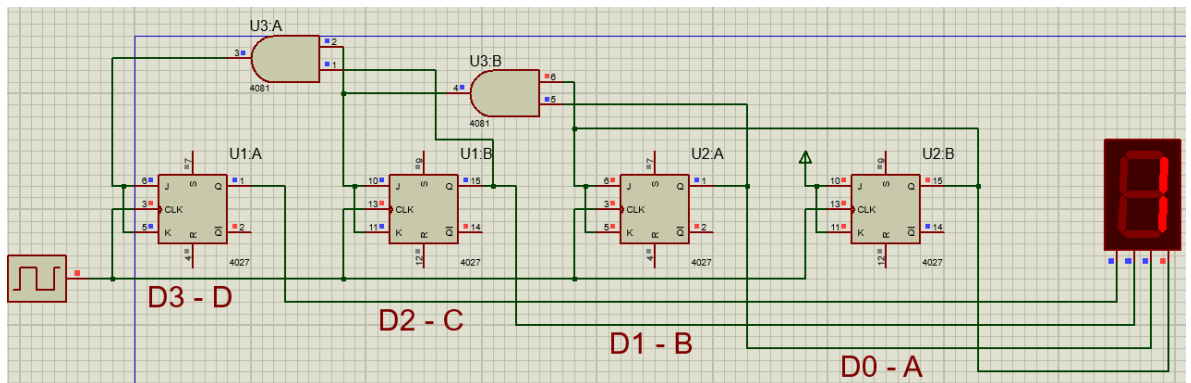 U3:A
3
2
1
4081
U3:B
4
6
5
4081
U1:A
7
6
J
S
Q
1
3
CLK
5
K
R
Q
2
4
4027
U1:B
9
10
J
S
Q
15
13
CLK
11
K
R
Q
14
12
4027
U2:A
7
6
J
S
Q
1
3
CLK
5
K
R
Q
2
4
4027
U2:B
9
10
J
S
Q
15
13
CLK
11
K
R
Q
14
12
4027
1
D3 - D
D2 - C
D1 - B
D0 - A